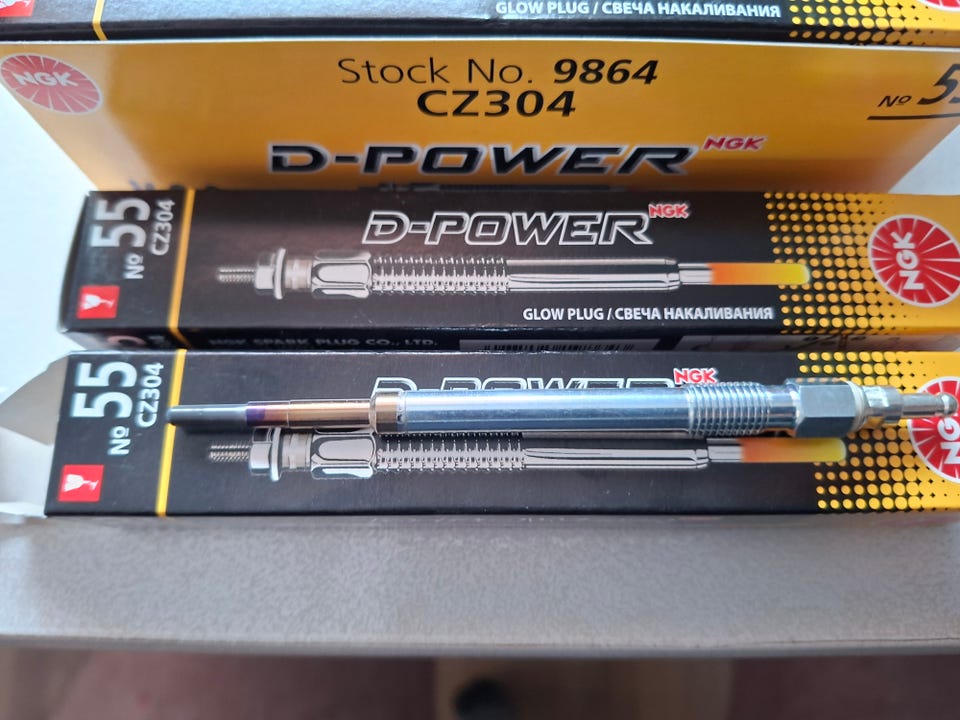 GLOW PLUG / СВЕЧА НАКАЛИВАНИЯ
NGK
Stock No. 9864
CZ304
№ 55
D-POWER NGK
№ 55
CZ304
D-POWER NGK
NGK
GLOW PLUG / СВЕЧА НАКАЛИВАНИЯ
NGK SPARK PLUG CO., LTD.
№ 55
CZ304
D-POWER NGK
NGK